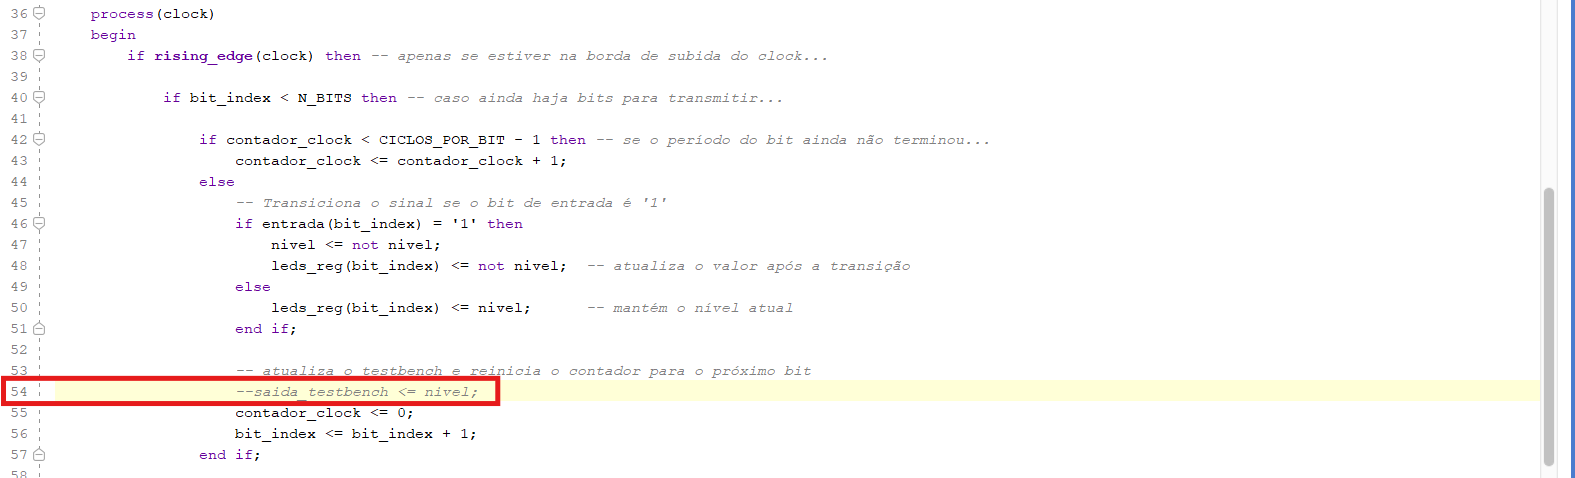 36 process(clock)
37 begin
38 if rising_edge(clock) then -- apenas se estiver na borda de subida do clock...
39
40 if bit_index < N_BITS then -- caso ainda haja bits para transmitir...
41
42 if contador_clock < CICLOS_POR_BIT - 1 then -- se o período do bit ainda não terminou...
43 contador_clock <= contador_clock + 1;
44 else
45 -- Transiciona o sinal se o bit de entrada é '1'
46 if entrada(bit_index) = '1' then
47 nivel <= not nivel;
48 leds_reg(bit_index) <= not nivel; -- atualiza o valor após a transição
49 else
50 leds_reg(bit_index) <= nivel; -- mantém o nível atual
51 end if;
52
53 -- atualiza o testbench e reinicia o contador para o próximo bit
54 --saida_testbench <= nivel;
55 contador_clock <= 0;
56 bit_index <= bit_index + 1;
57 end if;
58